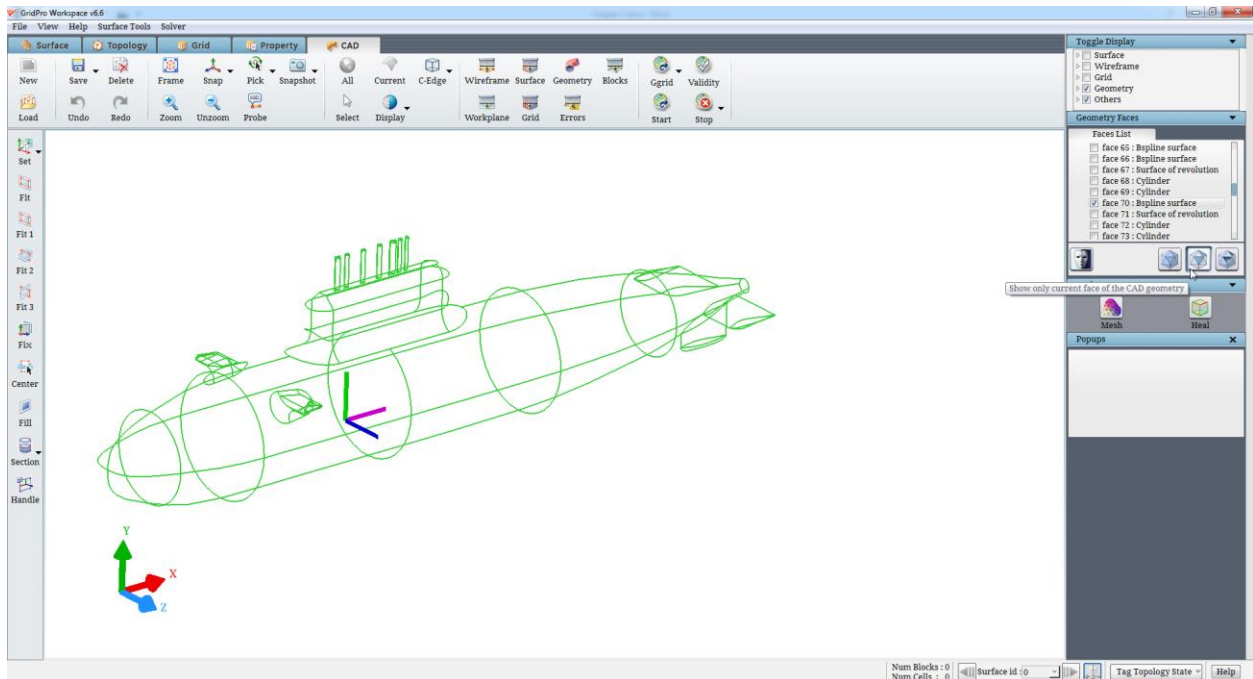 GridPro Workspace v6.6
File View Help Surface Tools Solver
Surface Topology Grid Property CAD
New Save Delete Frame Snap Pick Snapshot All Current C-Edge Wireframe Surface Geometry Blocks Ggrid Validity
Load Undo Redo Zoom Unzoom Probe Select Display Workplane Grid Errors Start Stop
Set
Fit
Fit 1
Fit 2
Fit 3
Fix
Center
Fill
Section
Handle
Y
X
Z
Toggle Display
Surface
Wireframe
Grid
Geometry
Others
Geometry Faces
Faces List
face 65 : Bspline surface
face 66 : Bspline surface
face 67 : Surface of revolution
face 68 : Cylinder
face 69 : Cylinder
face 70 : Bspline surface
face 71 : Surface of revolution
face 72 : Cylinder
face 73 : Cylinder
Show only current face of the CAD geometry
Mesh Heal
Popups
Num Blocks : 0
Num Cells : 0
Surface id : 0
Tag Topology State
Help